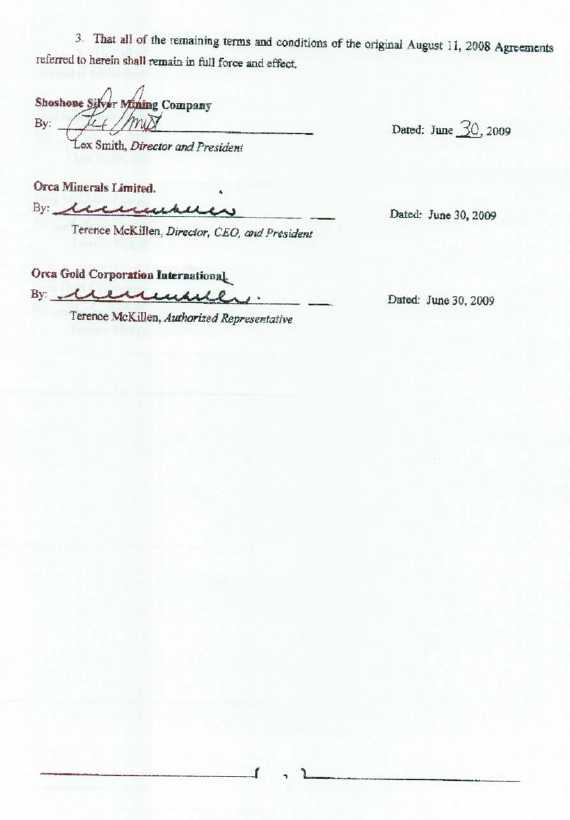 3. That all of the remaining terms and conditions of the original August 11, 2008 Agreements
referred to herein shall remain in full force and effect.
Shoshone Silver Mining Company
By: Lex Smith Dated: June 30, 2009
Lex Smith, Director and President
Orca Minerals Limited.
By: Dated: June 30, 2009
Terence McKillen, Director, CEO, and President
Orca Gold Corporation International
By: Dated: June 30, 2009
Terence McKillen, Authorized Representative